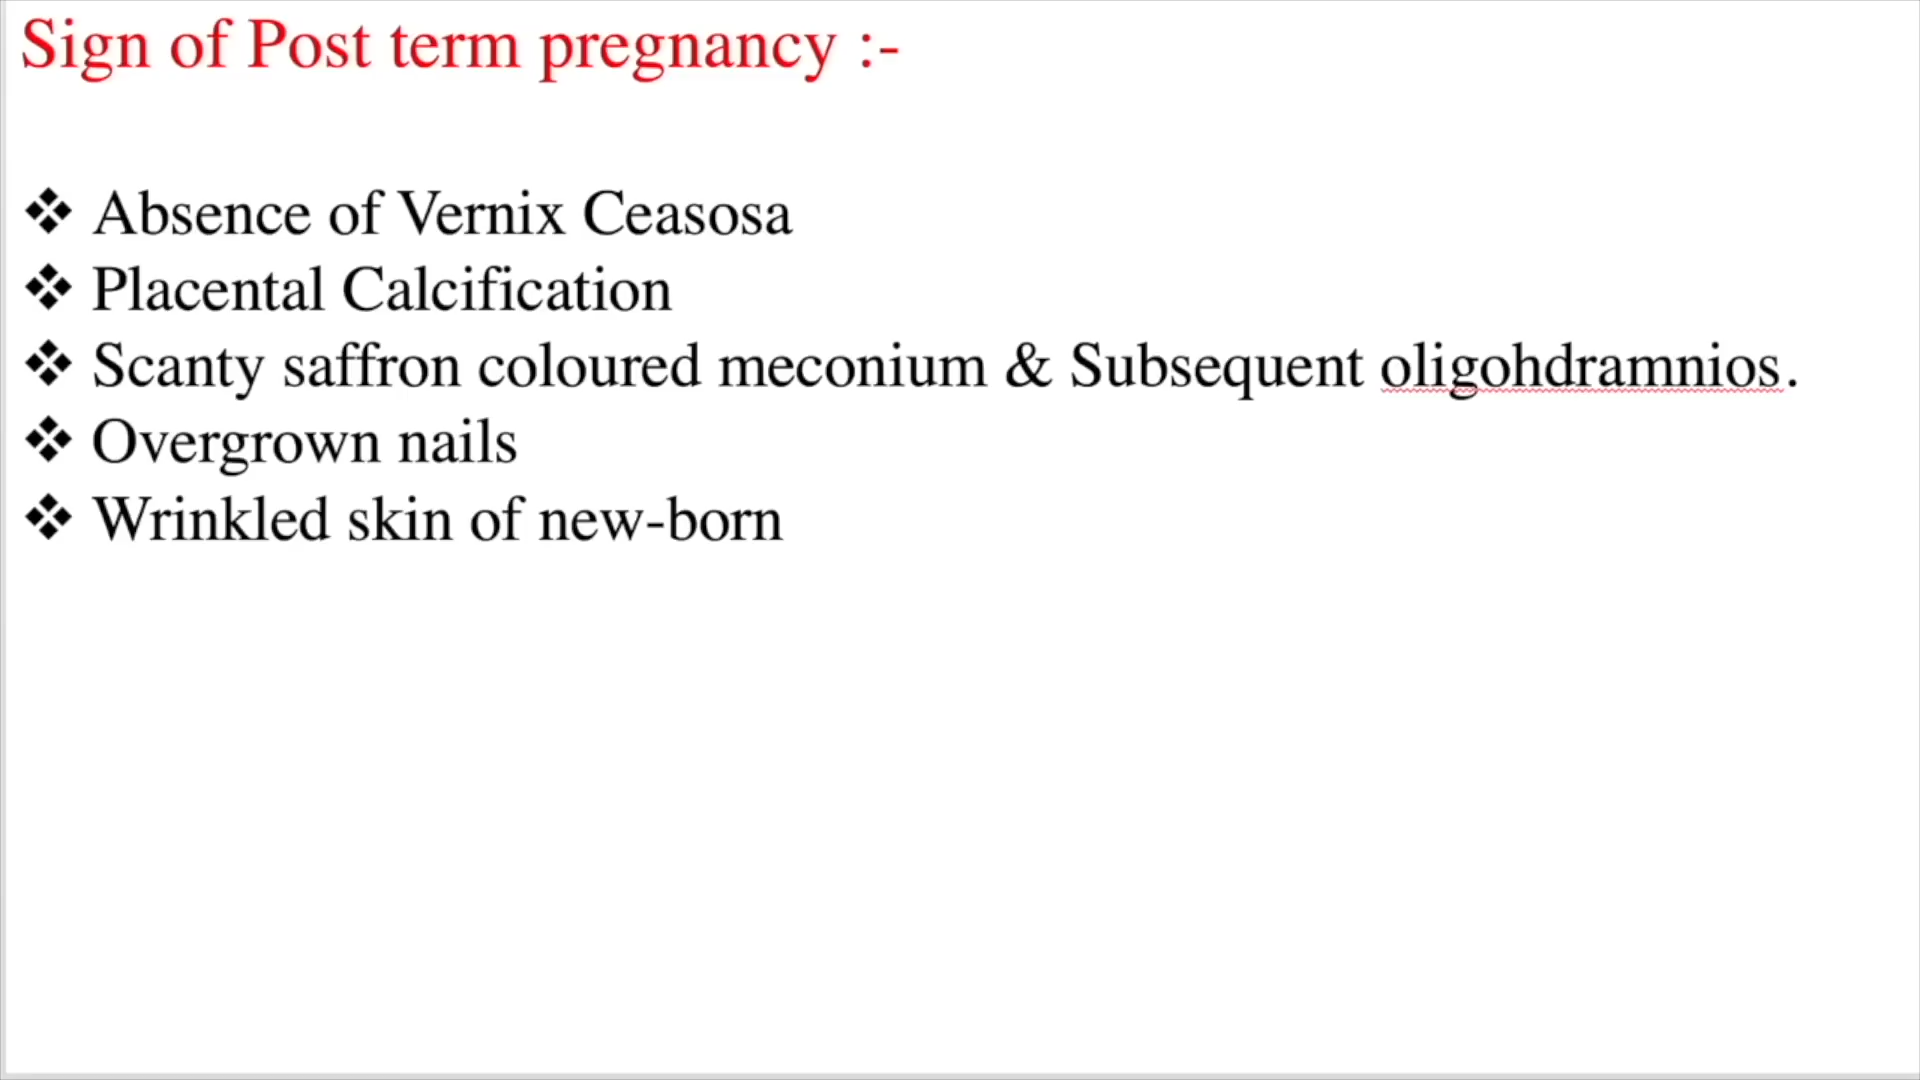 Sign of Post term pregnancy :-
❖ Absence of Vernix Ceasosa
❖ Placental Calcification
❖ Scanty saffron coloured meconium & Subsequent oligohdramnios.
❖ Overgrown nails
❖ Wrinkled skin of new-born